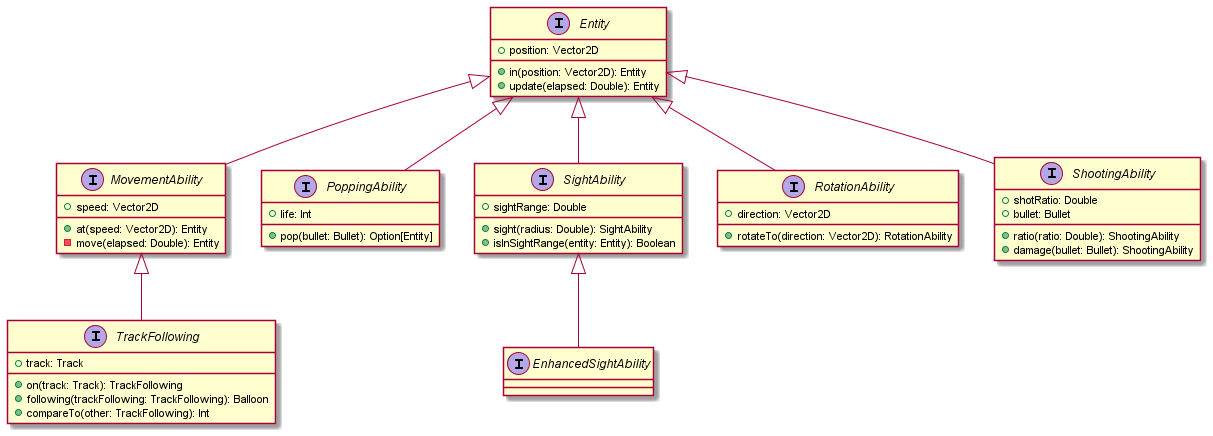 I Entity
position: Vector2D
in(position: Vector2D): Entity
update(elapsed: Double): Entity
I MovementAbility
speed: Vector2D
at(speed: Vector2D): Entity
move(elapsed: Double): Entity
I PoppingAbility
life: Int
pop(bullet: Bullet): Option[Entity]
I SightAbility
sightRange: Double
sight(radius: Double): SightAbility
isInSightRange(entity: Entity): Boolean
I RotationAbility
direction: Vector2D
rotateTo(direction: Vector2D): RotationAbility
I ShootingAbility
shotRatio: Double
bullet: Bullet
ratio(ratio: Double): ShootingAbility
damage(bullet: Bullet): ShootingAbility
I TrackFollowing
track: Track
on(track: Track): TrackFollowing
following(trackFollowing: TrackFollowing): Balloon
compareTo(other: TrackFollowing): Int
I EnhancedSightAbility